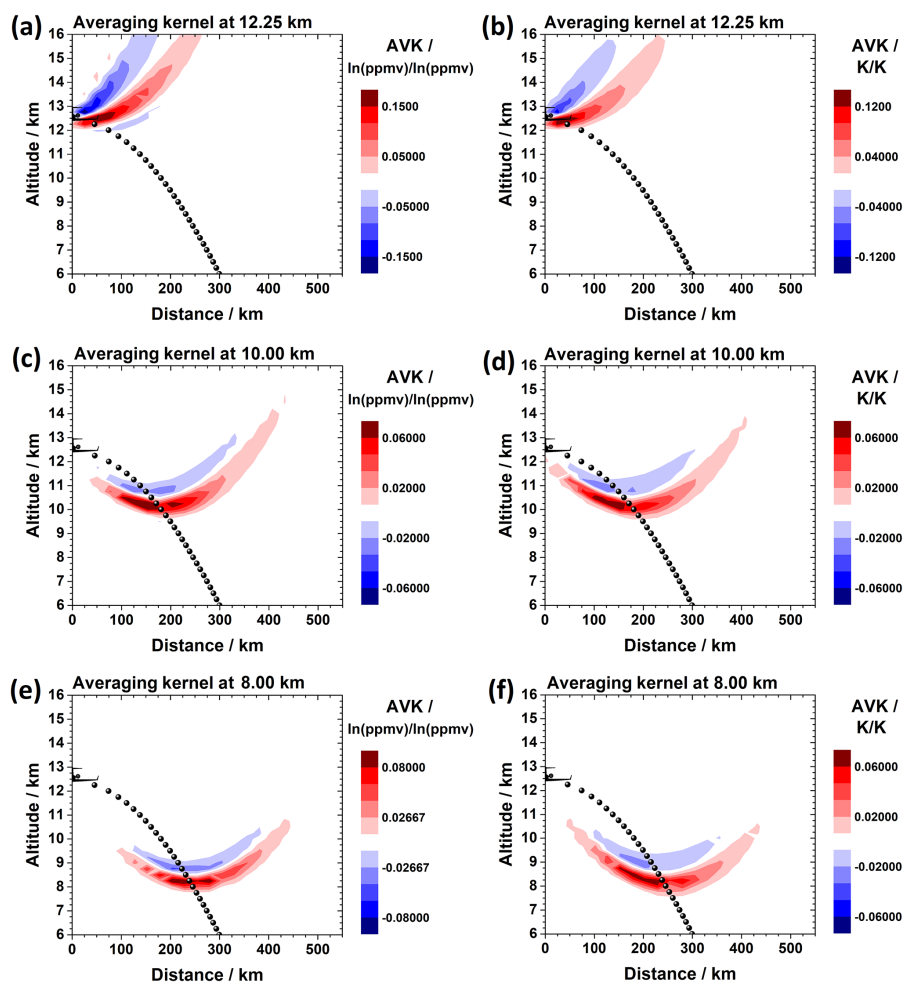 (a) Averaging kernel at 12.25 km
AVK /
ln(ppmv)/ln(ppmv)
16
15
14
13
12
11
10
9
8
7
6
0 100 200 300 400 500
Altitude / km
Distance / km
0.1500
0.05000
-0.05000
-0.1500
(b) Averaging kernel at 12.25 km
AVK /
K/K
16
15
14
13
12
11
10
9
8
7
6
0 100 200 300 400 500
Altitude / km
Distance / km
0.1200
0.04000
-0.04000
-0.1200
(c) Averaging kernel at 10.00 km
AVK /
ln(ppmv)/ln(ppmv)
16
15
14
13
12
11
10
9
8
7
6
0 100 200 300 400 500
Altitude / km
Distance / km
0.06000
0.02000
-0.02000
-0.06000
(d) Averaging kernel at 10.00 km
AVK /
K/K
16
15
14
13
12
11
10
9
8
7
6
0 100 200 300 400 500
Altitude / km
Distance / km
0.06000
0.02000
-0.02000
-0.06000
(e) Averaging kernel at 8.00 km
AVK /
ln(ppmv)/ln(ppmv)
16
15
14
13
12
11
10
9
8
7
6
0 100 200 300 400 500
Altitude / km
Distance / km
0.08000
0.02667
-0.02667
-0.08000
(f) Averaging kernel at 8.00 km
AVK /
K/K
16
15
14
13
12
11
10
9
8
7
6
0 100 200 300 400 500
Altitude / km
Distance / km
0.06000
0.02000
-0.02000
-0.06000